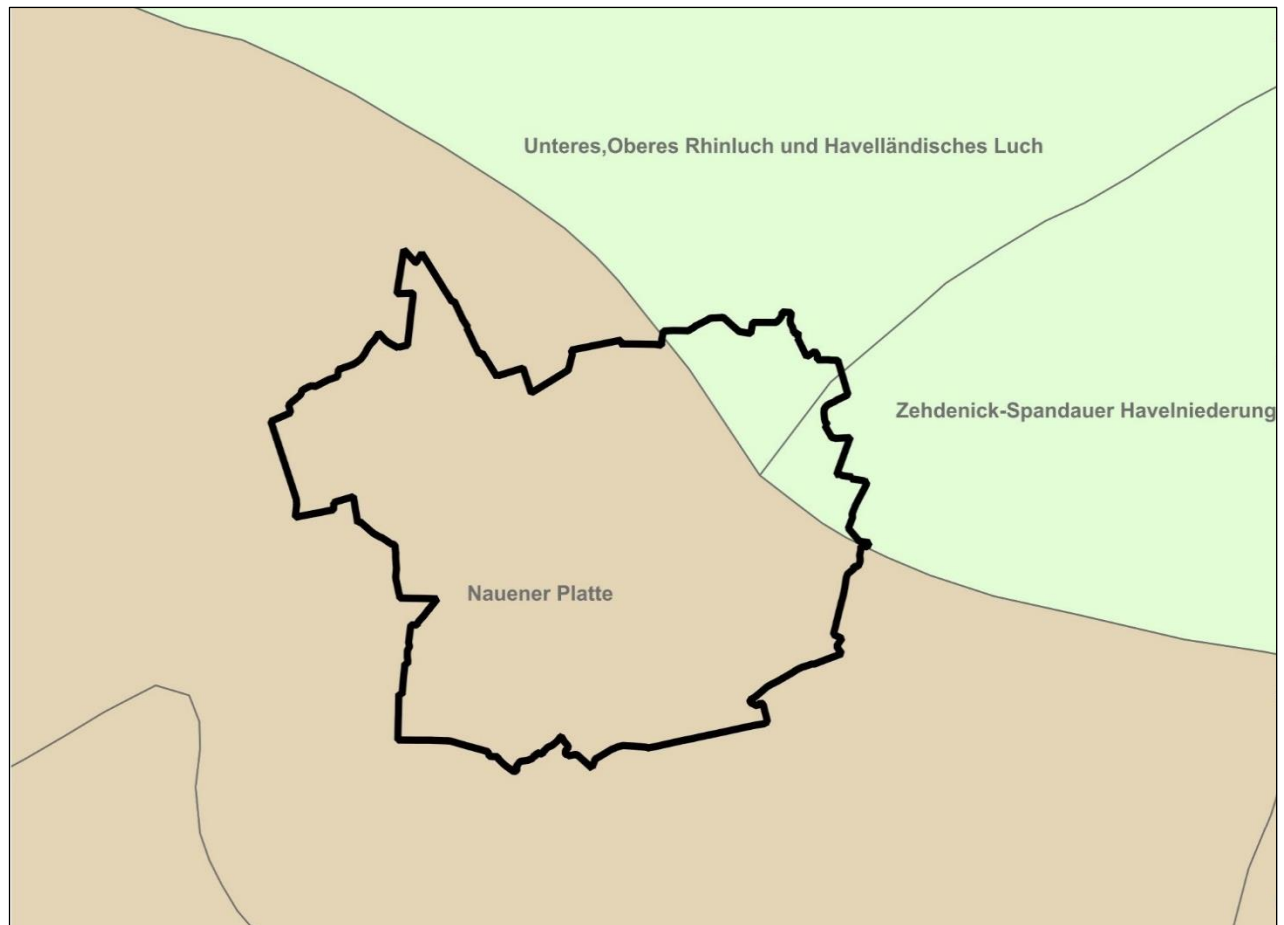 Unteres,Oberes Rhinluch und Havelländisches Luch
Zehdenick-Spandauer Havelniederung
Nauener Platte